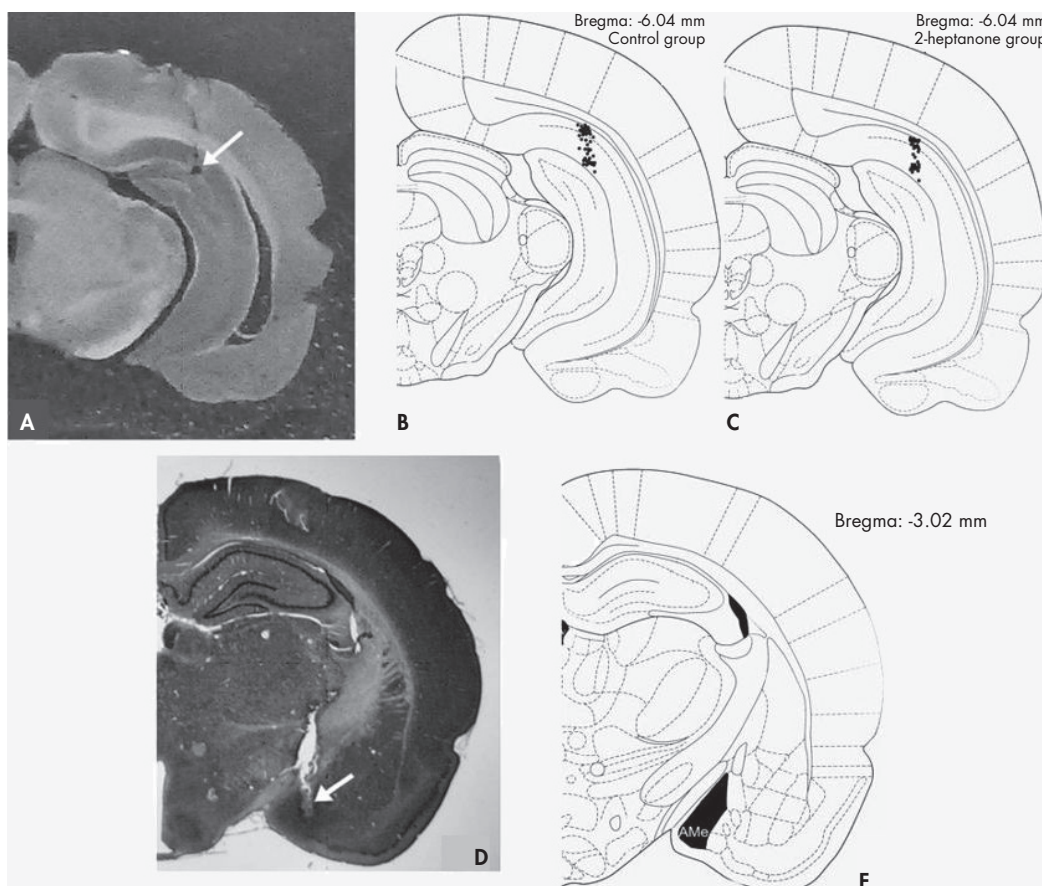 Bregma: -6.04 mm
Control group
Bregma: -6.04 mm
2-heptanone group
A
B
C
Bregma: -3.02 mm
AMe
D
E